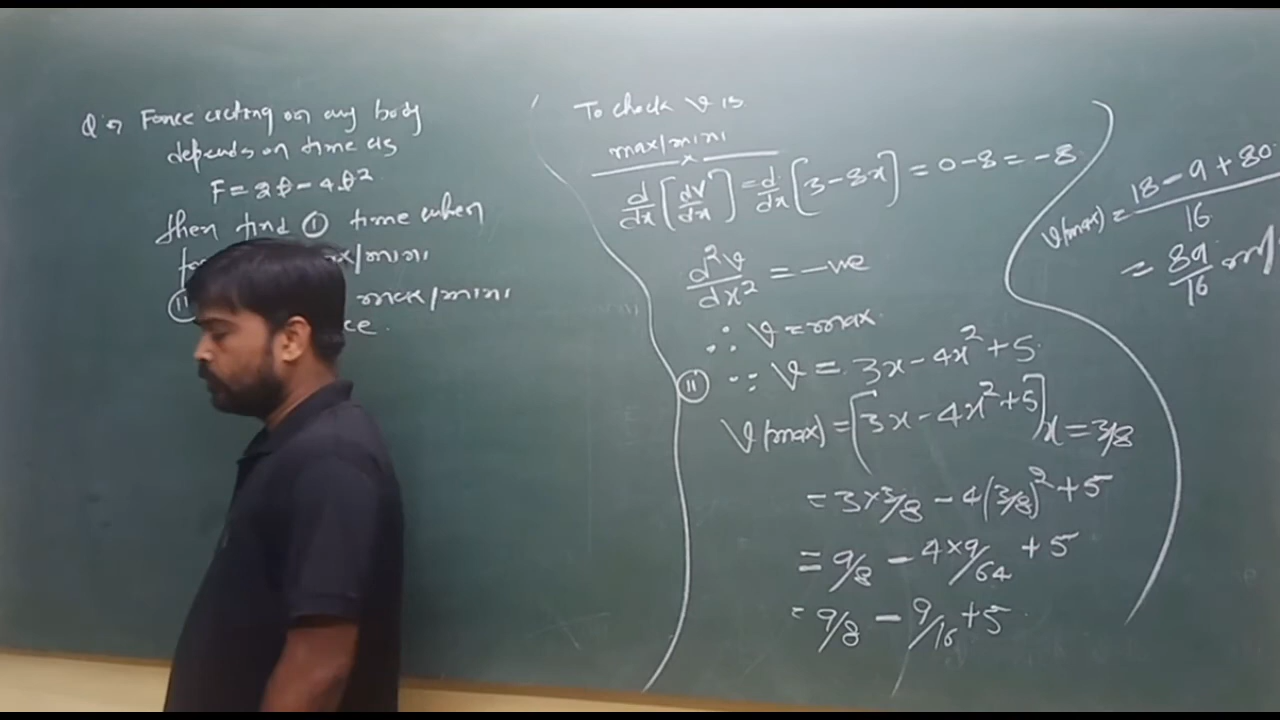 Q → Force acting on any body
depends on time as
F = 2t - 4t²
then find ① time when
max/mini
ⓘⓘ max/mini
To check v is
max/mini
d/dx [dv/dx] = d/dx [3 - 8x] = 0 - 8 = -8
d²v/dx² = -ve
∴ v = max
ⓘⓘ ∵ v = 3x - 4x² + 5
v(max) = [3x - 4x² + 5] x = 3/8
= 3 × 3/8 - 4(3/8)² + 5
= 9/8 - 4×9/64 + 5
= 9/8 - 9/16 + 5
v(max) = 18 - 9 + 80 / 16
= 89/16 m/